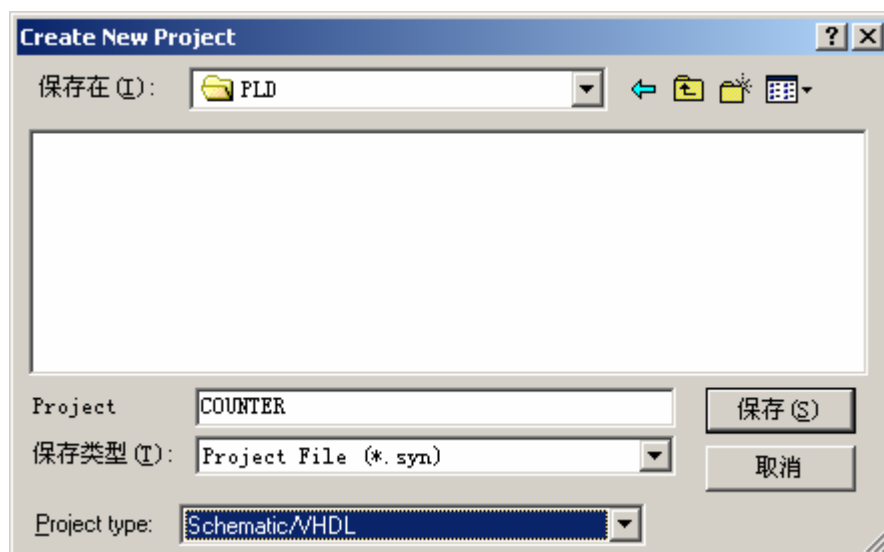 Create New Project
保存在(I): PLD
Project COUNTER 保存(S)
保存类型(T): Project File (*.syn) 取消
Project type: Schematic/VHDL